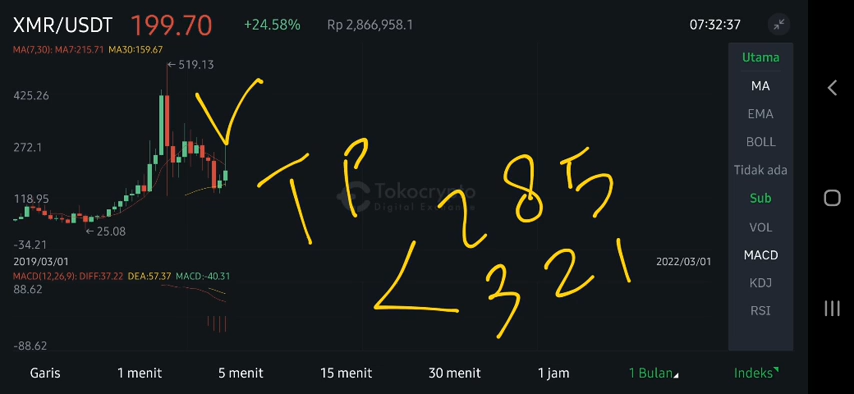 XMR/USDT 199.70 +24.58% Rp 2,866,958.1 07:32:37
MA(7,30): MA7:215.71 MA30:159.67
Utama
519.13
425.26
MA
EMA
272.1
BOLL
TP 285
Tidak ada
Tokocrypto
118.95
Sub
Digital
25.08
VOL
-34.21
< 321
2019/03/01 2022/03/01
MACD(12,26,9): DIFF:37.22 DEA:57.37 MACD:-40.31
MACD
88.62
KDJ
RSI
-88.62
Garis 1 menit 5 menit 15 menit 30 menit 1 jam 1 Bulan Indeks